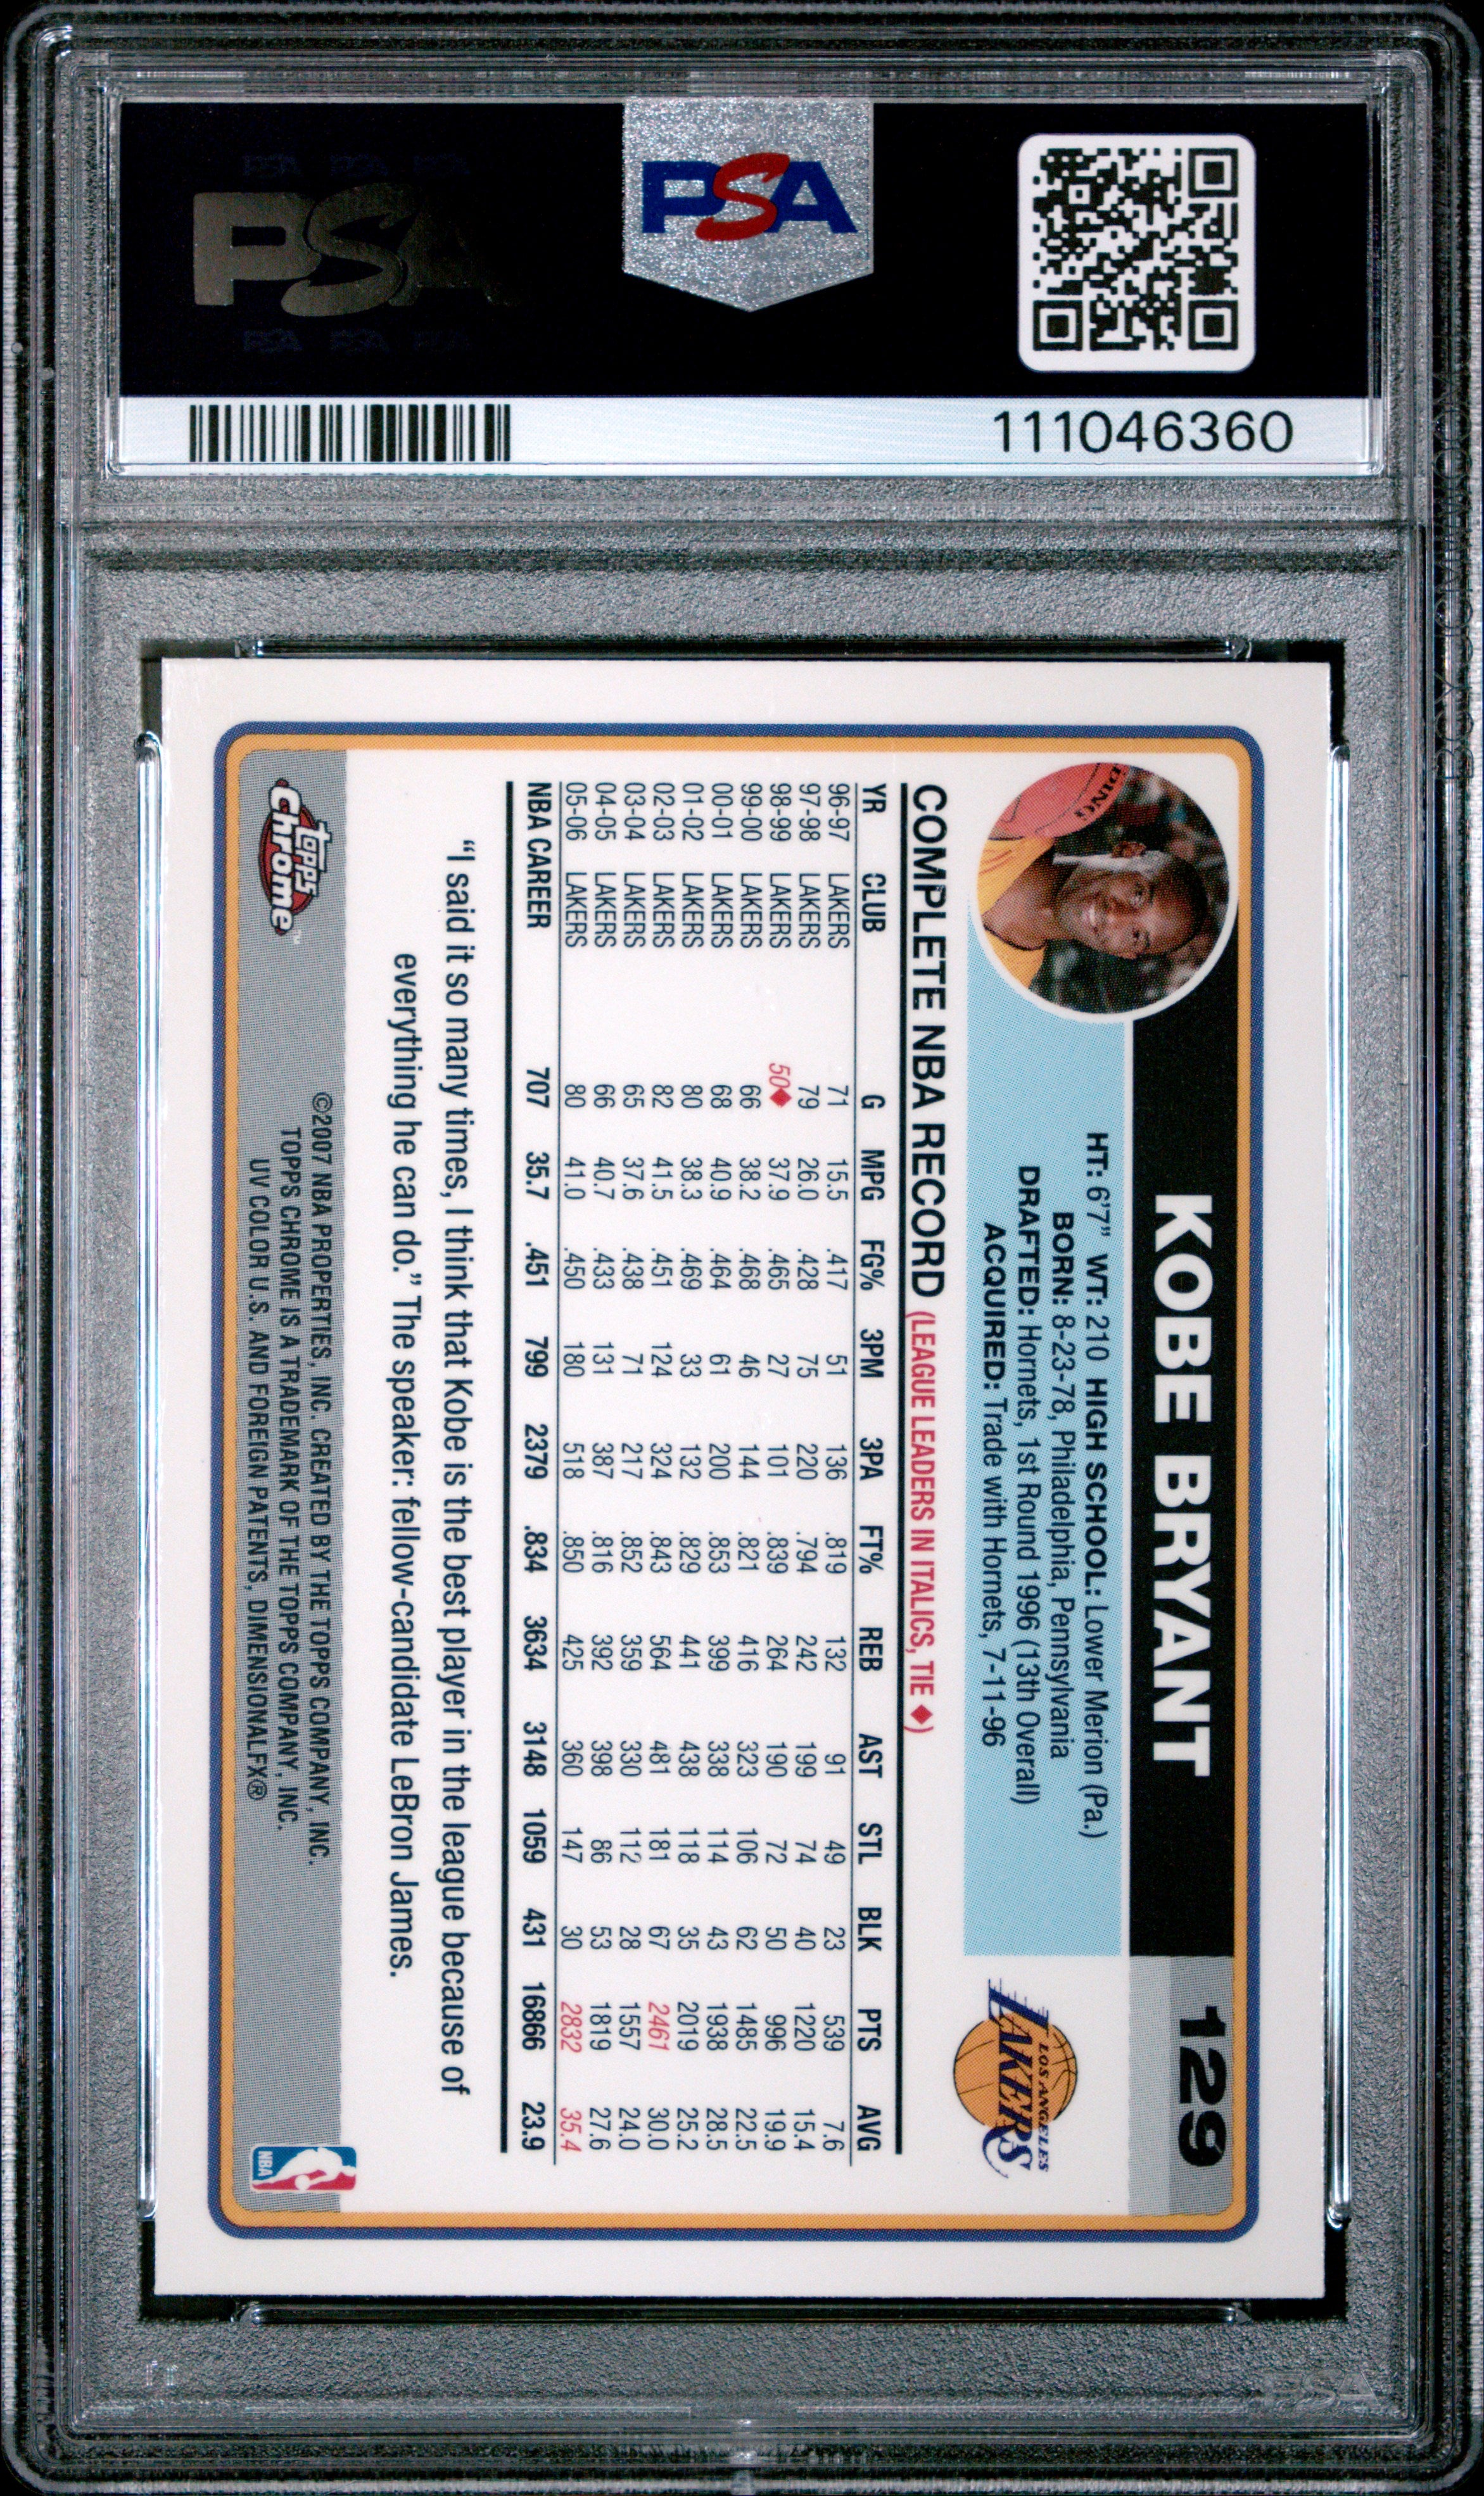 PSA
PSA
111046360
KOBE BRYANT
129
HT: 6'7" WT: 210 HIGH SCHOOL: Lower Merion (Pa.)
BORN: 8-23-78, Philadelphia, Pennsylvania
DRAFTED: Hornets, 1st Round 1996 (13th Overall)
ACQUIRED: Trade with Hornets, 7-11-96
LOS ANGELES
LAKERS
COMPLETE NBA RECORD (LEAGUE LEADERS IN ITALICS, TIE ◆)
YR CLUB G MPG FG% 3PM 3PA FT% REB AST STL BLK PTS AVG
96-97 LAKERS 71 15.5 .417 51 136 .819 132 91 49 23 539 7.6
97-98 LAKERS 79 26.0 .428 75 220 .794 242 199 74 40 1220 15.4
98-99 LAKERS 50◆ 37.9 .465 27 101 .839 264 190 72 50 996 19.9
99-00 LAKERS 66 38.2 .468 46 144 .821 416 323 106 62 1485 22.5
00-01 LAKERS 68 40.9 .464 61 200 .853 399 338 114 43 1938 28.5
01-02 LAKERS 80 38.3 .469 33 132 .829 441 438 118 35 2019 25.2
02-03 LAKERS 82 41.5 .451 124 324 .843 564 481 181 67 2461 30.0
03-04 LAKERS 65 37.6 .438 71 217 .852 359 330 112 28 1557 24.0
04-05 LAKERS 66 40.7 .433 131 387 .816 392 398 86 53 1819 27.6
05-06 LAKERS 80 41.0 .450 180 518 .850 425 360 147 30 2832 35.4
NBA CAREER 707 35.7 .451 799 2379 .834 3634 3148 1059 431 16866 23.9
"I said it so many times, I think that Kobe is the best player in the league because of
everything he can do." The speaker: fellow-candidate LeBron James.
topps
Chrome™
©2007 NBA PROPERTIES, INC. CREATED BY THE TOPPS COMPANY, INC.
TOPPS CHROME IS A TRADEMARK OF THE TOPPS COMPANY, INC.
UV COLOR U.S. AND FOREIGN PATENTS, DIMENSIONALFX®
NBA
PSA